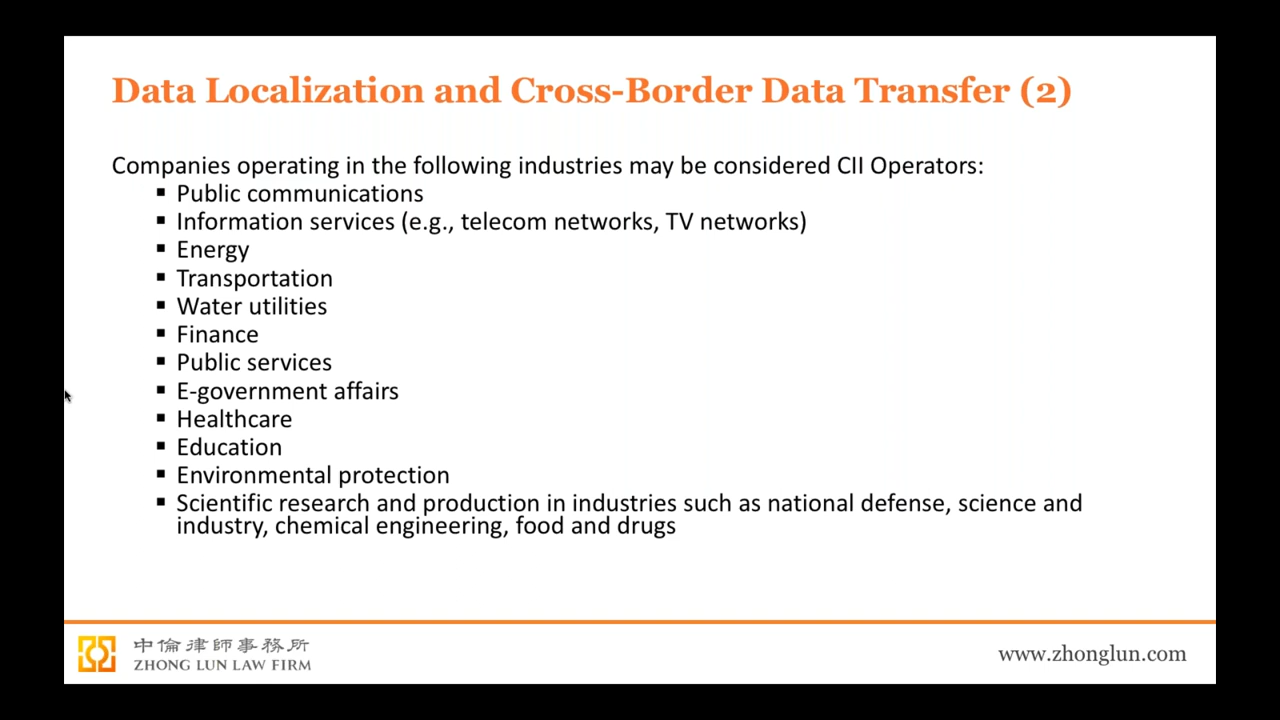 Data Localization and Cross-Border Data Transfer (2)
Companies operating in the following industries may be considered CII Operators:
▪ Public communications
▪ Information services (e.g., telecom networks, TV networks)
▪ Energy
▪ Transportation
▪ Water utilities
▪ Finance
▪ Public services
▪ E-government affairs
▪ Healthcare
▪ Education
▪ Environmental protection
▪ Scientific research and production in industries such as national defense, science and
industry, chemical engineering, food and drugs
中倫律師事務所
ZHONG LUN LAW FIRM
www.zhonglun.com